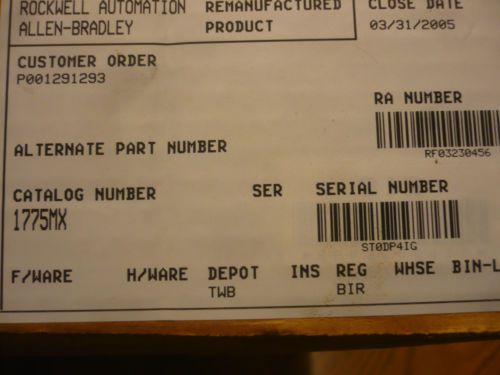 ROCKWELL AUTOMATION REMANUFACTURED CLOSE DATE
ALLEN-BRADLEY PRODUCT 03/31/2005
CUSTOMER ORDER
P001291293
RA NUMBER
RF03230456
ALTERNATE PART NUMBER
CATALOG NUMBER SER SERIAL NUMBER
1775MX
ST0DP4IG
F/WARE H/WARE DEPOT INS REG WHSE BIN-L
TWB BIR